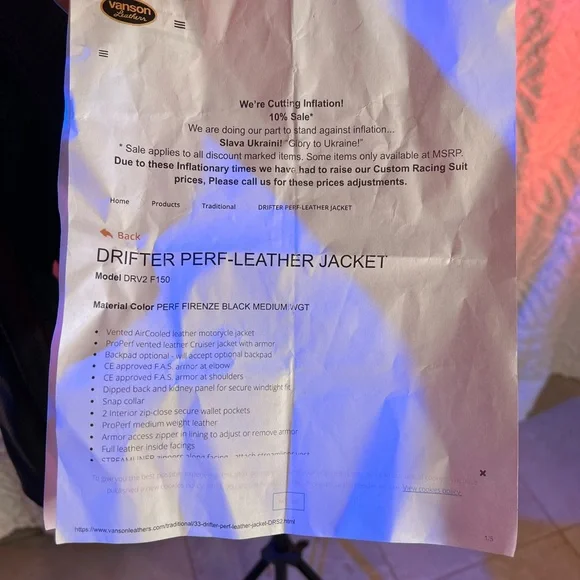 Vanson
Leathers
We're Cutting Inflation!
10% Sale*
We are doing our part to stand against inflation...
Slava Ukraini! "Glory to Ukraine!"
* Sale applies to all discount marked items. Some items only available at MSRP.
Due to these Inflationary times we have had to raise our Custom Racing Suit
prices, Please call us for these prices adjustments.
Home Products Traditional DRIFTER PERF-LEATHER JACKET
Back
DRIFTER PERF-LEATHER JACKET
Model DRV2 F150
Material Color PERF FIRENZE BLACK MEDIUM WGT
• Vented AirCooled leather motorycle jacket
• ProPerf vented leather Cruiser jacket with armor
• Backpad optional - will accept optional backpad
• CE approved F.A.S. armor at elbow
• CE approved F.A.S. armor at shoulders
• Dipped back and kidney panel for secure windtight fit
• Snap collar
• 2 Interior zip-close secure wallet pockets
• ProPerf medium weight leather
• Armor access zipper in lining to adjust or remove armor
• Full leather inside facings
• STREAMLINER zipper along facing
https://www.vansonleathers.com/traditional/33-drifter-perf-leather-jacket-DRS2.html
1/5